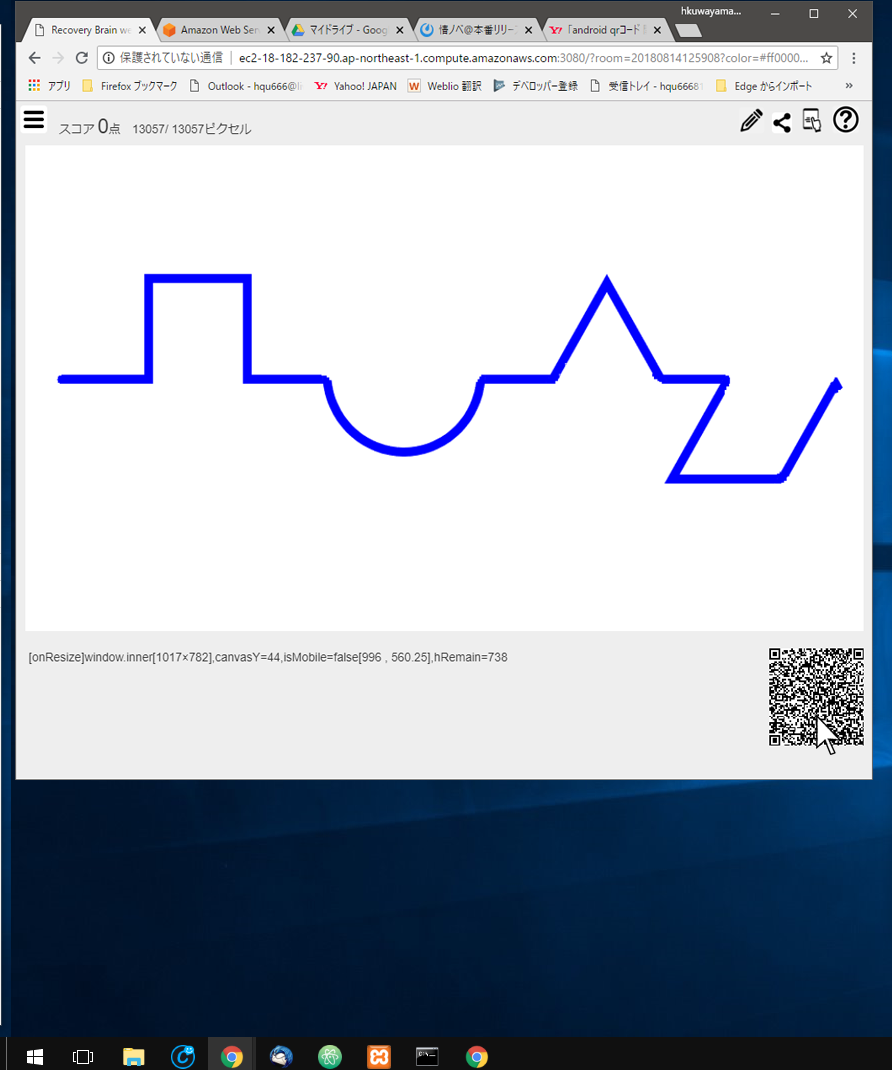 hkuwayama...
Recovery Brain wo
Amazon Web Ser
マイドライブ - Goog
情ノベ@本番リリー
「android qrコード
保護されていない通信 ec2-18-182-237-90.ap-northeast-1.compute.amazonaws.com:3080/?room=20180814125908?color=#ff0000...
アプリ Firefox ブックマーク Outlook - hqu666@li Yahoo! JAPAN Weblio 翻訳 デベロッパー登録 受信トレイ - hqu6668 Edge からインポート »
スコア 0点 13057/ 13057ピクセル
[onResize]window.inner[1017×782],canvasY=44,isMobile=false[996 , 560.25],hRemain=738